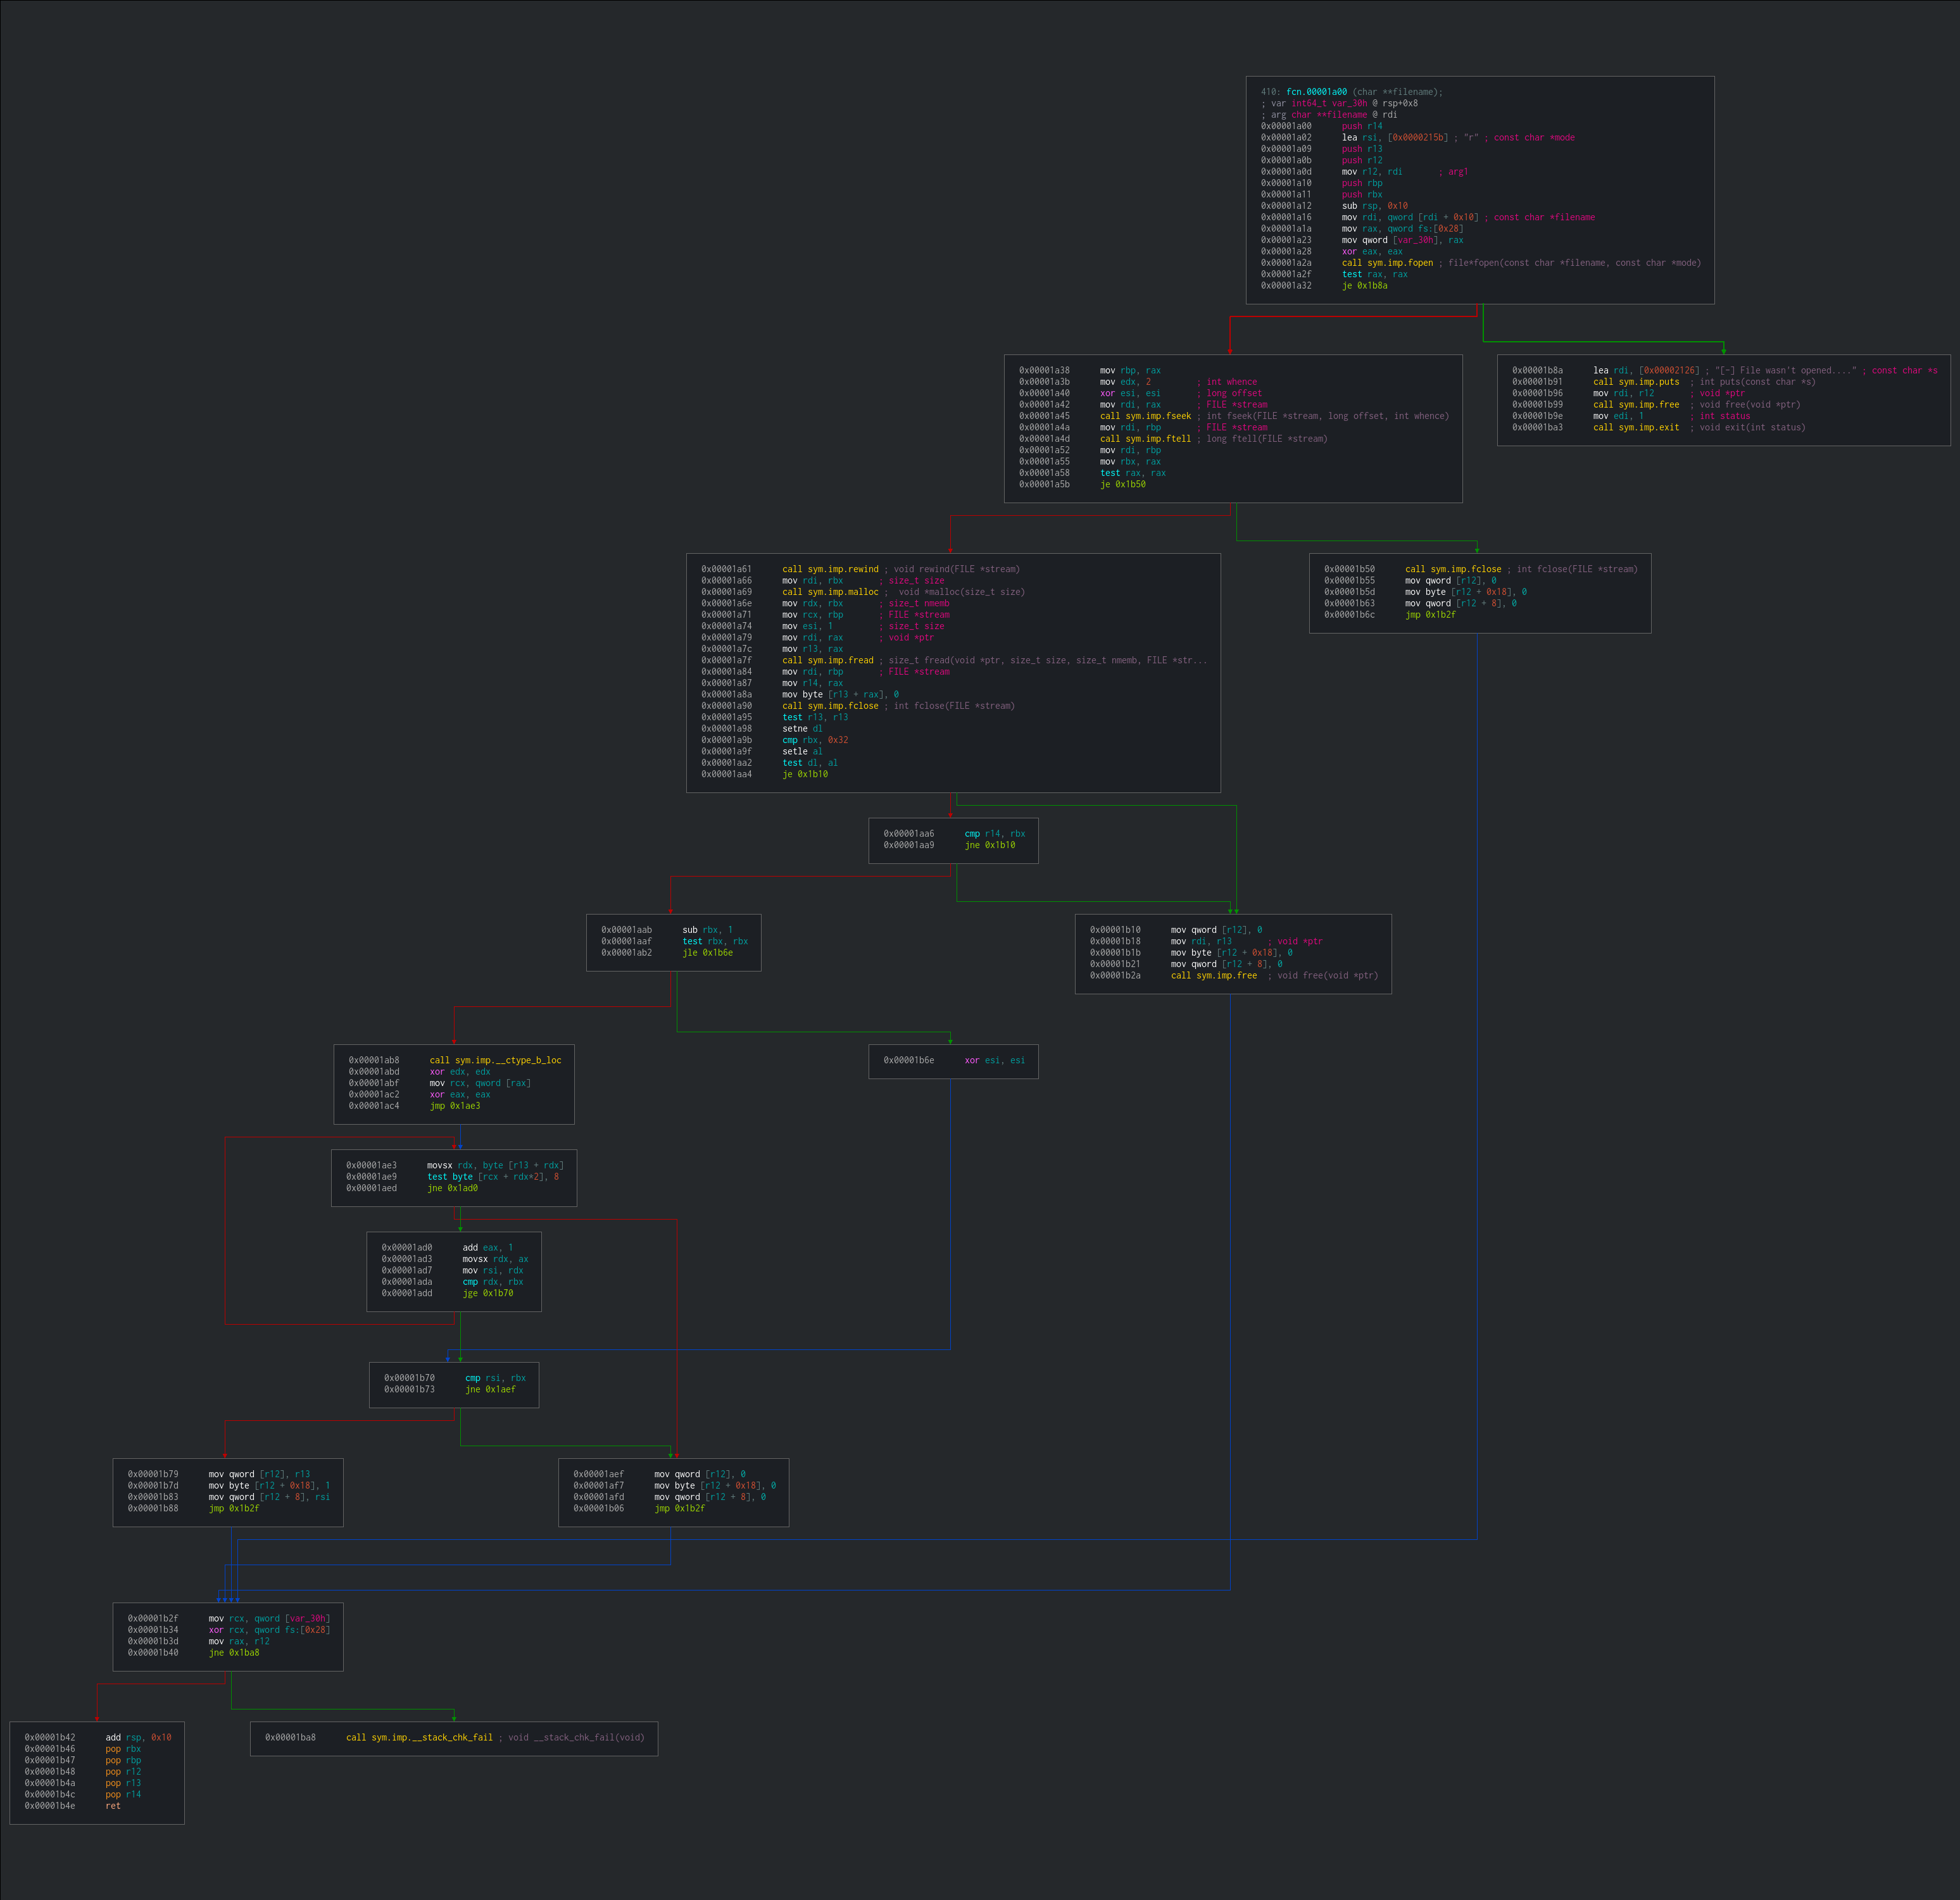 410: fcn.00001a00 (char **filename);
; var int64_t var_30h @ rsp+0x8
; arg char **filename @ rdi
0x00001a00 push r14
0x00001a02 lea rsi, [0x0000215b] ; "r" ; const char *mode
0x00001a09 push r13
0x00001a0b push r12
0x00001a0d mov r12, rdi ; arg1
0x00001a10 push rbp
0x00001a11 push rbx
0x00001a12 sub rsp, 0x10
0x00001a16 mov rdi, qword [rdi + 0x10] ; const char *filename
0x00001a1a mov rax, qword fs:[0x28]
0x00001a23 mov qword [var_30h], rax
0x00001a28 xor eax, eax
0x00001a2a call sym.imp.fopen ; file*fopen(const char *filename, const char *mode)
0x00001a2f test rax, rax
0x00001a32 je 0x1b8a
0x00001a38 mov rbp, rax
0x00001a3b mov edx, 2 ; int whence
0x00001a40 xor esi, esi ; long offset
0x00001a42 mov rdi, rax ; FILE *stream
0x00001a45 call sym.imp.fseek ; int fseek(FILE *stream, long offset, int whence)
0x00001a4a mov rdi, rbp ; FILE *stream
0x00001a4d call sym.imp.ftell ; long ftell(FILE *stream)
0x00001a52 mov rdi, rbp
0x00001a55 mov rbx, rax
0x00001a58 test rax, rax
0x00001a5b je 0x1b50
0x00001b8a lea rdi, [0x00002126] ; "[-] File wasn't opened...." ; const char *s
0x00001b91 call sym.imp.puts ; int puts(const char *s)
0x00001b96 mov rdi, r12 ; void *ptr
0x00001b99 call sym.imp.free ; void free(void *ptr)
0x00001b9e mov edi, 1 ; int status
0x00001ba3 call sym.imp.exit ; void exit(int status)
0x00001a61 call sym.imp.rewind ; void rewind(FILE *stream)
0x00001a66 mov rdi, rbx ; size_t size
0x00001a69 call sym.imp.malloc ;  void *malloc(size_t size)
0x00001a6e mov rdx, rbx ; size_t nmemb
0x00001a71 mov rcx, rbp ; FILE *stream
0x00001a74 mov esi, 1 ; size_t size
0x00001a79 mov rdi, rax ; void *ptr
0x00001a7c mov r13, rax
0x00001a7f call sym.imp.fread ; size_t fread(void *ptr, size_t size, size_t nmemb, FILE *str...
0x00001a84 mov rdi, rbp ; FILE *stream
0x00001a87 mov r14, rax
0x00001a8a mov byte [r13 + rax], 0
0x00001a90 call sym.imp.fclose ; int fclose(FILE *stream)
0x00001a95 test r13, r13
0x00001a98 setne dl
0x00001a9b cmp rbx, 0x32
0x00001a9f setle al
0x00001aa2 test dl, al
0x00001aa4 je 0x1b10
0x00001b50 call sym.imp.fclose ; int fclose(FILE *stream)
0x00001b55 mov qword [r12], 0
0x00001b5d mov byte [r12 + 0x18], 0
0x00001b63 mov qword [r12 + 8], 0
0x00001b6c jmp 0x1b2f
0x00001aa6 cmp r14, rbx
0x00001aa9 jne 0x1b10
0x00001aab sub rbx, 1
0x00001aaf test rbx, rbx
0x00001ab2 jle 0x1b6e
0x00001b10 mov qword [r12], 0
0x00001b18 mov rdi, r13 ; void *ptr
0x00001b1b mov byte [r12 + 0x18], 0
0x00001b21 mov qword [r12 + 8], 0
0x00001b2a call sym.imp.free ; void free(void *ptr)
0x00001ab8 call sym.imp.__ctype_b_loc
0x00001abd xor edx, edx
0x00001abf mov rcx, qword [rax]
0x00001ac2 xor eax, eax
0x00001ac4 jmp 0x1ae3
0x00001b6e xor esi, esi
0x00001ae3 movsx rdx, byte [r13 + rdx]
0x00001ae9 test byte [rcx + rdx*2], 8
0x00001aed jne 0x1ad0
0x00001ad0 add eax, 1
0x00001ad3 movsx rdx, ax
0x00001ad7 mov rsi, rdx
0x00001ada cmp rdx, rbx
0x00001add jge 0x1b70
0x00001b70 cmp rsi, rbx
0x00001b73 jne 0x1aef
0x00001b79 mov qword [r12], r13
0x00001b7d mov byte [r12 + 0x18], 1
0x00001b83 mov qword [r12 + 8], rsi
0x00001b88 jmp 0x1b2f
0x00001aef mov qword [r12], 0
0x00001af7 mov byte [r12 + 0x18], 0
0x00001afd mov qword [r12 + 8], 0
0x00001b06 jmp 0x1b2f
0x00001b2f mov rcx, qword [var_30h]
0x00001b34 xor rcx, qword fs:[0x28]
0x00001b3d mov rax, r12
0x00001b40 jne 0x1ba8
0x00001b42 add rsp, 0x10
0x00001b46 pop rbx
0x00001b47 pop rbp
0x00001b48 pop r12
0x00001b4a pop r13
0x00001b4c pop r14
0x00001b4e ret
0x00001ba8 call sym.imp.__stack_chk_fail ; void __stack_chk_fail(void)